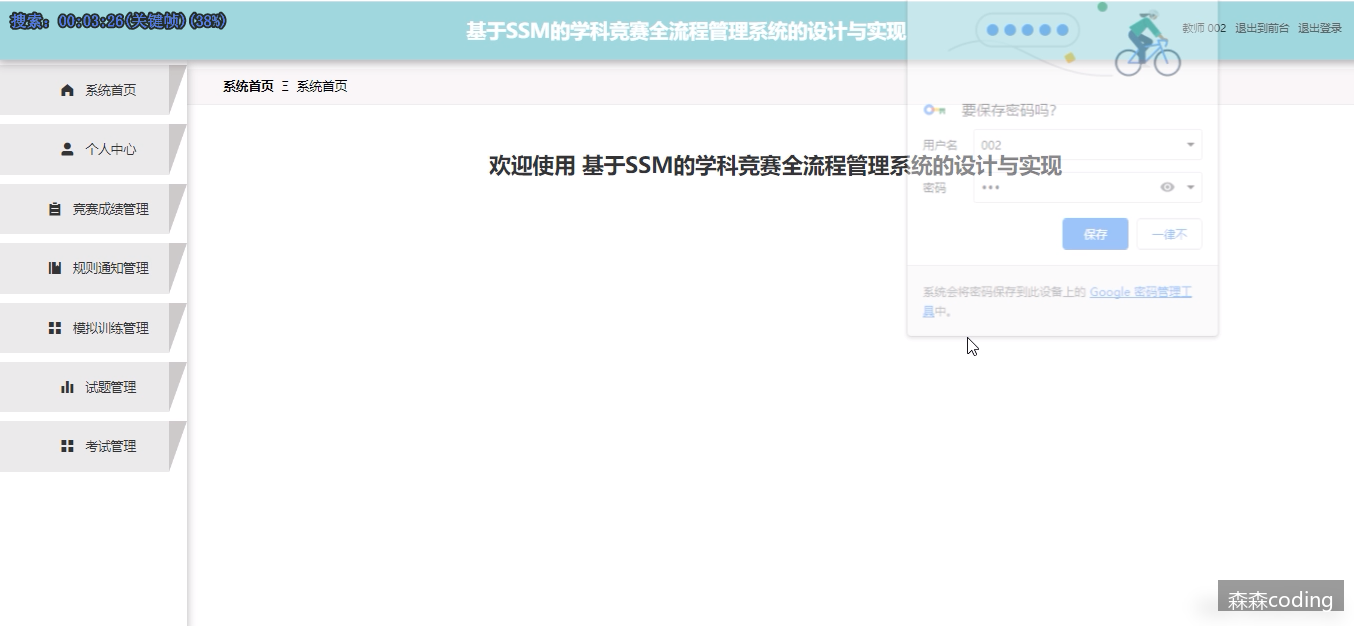 搜索: 00:03:26(关键帧) (38%)
基于SSM的学科竞赛全流程管理系统的设计与实现
教师 002 退出到前台 退出登录
系统首页
个人中心
竞赛成绩管理
规则通知管理
模拟训练管理
试题管理
考试管理
系统首页 Ξ 系统首页
欢迎使用 基于SSM的学科竞赛全流程管理系统的设计与实现
要保存密码吗?
用户名 002
密码 •••
保存 一律不
系统会将密码保存到此设备上的 Google 密码管理工
具中。
森森coding